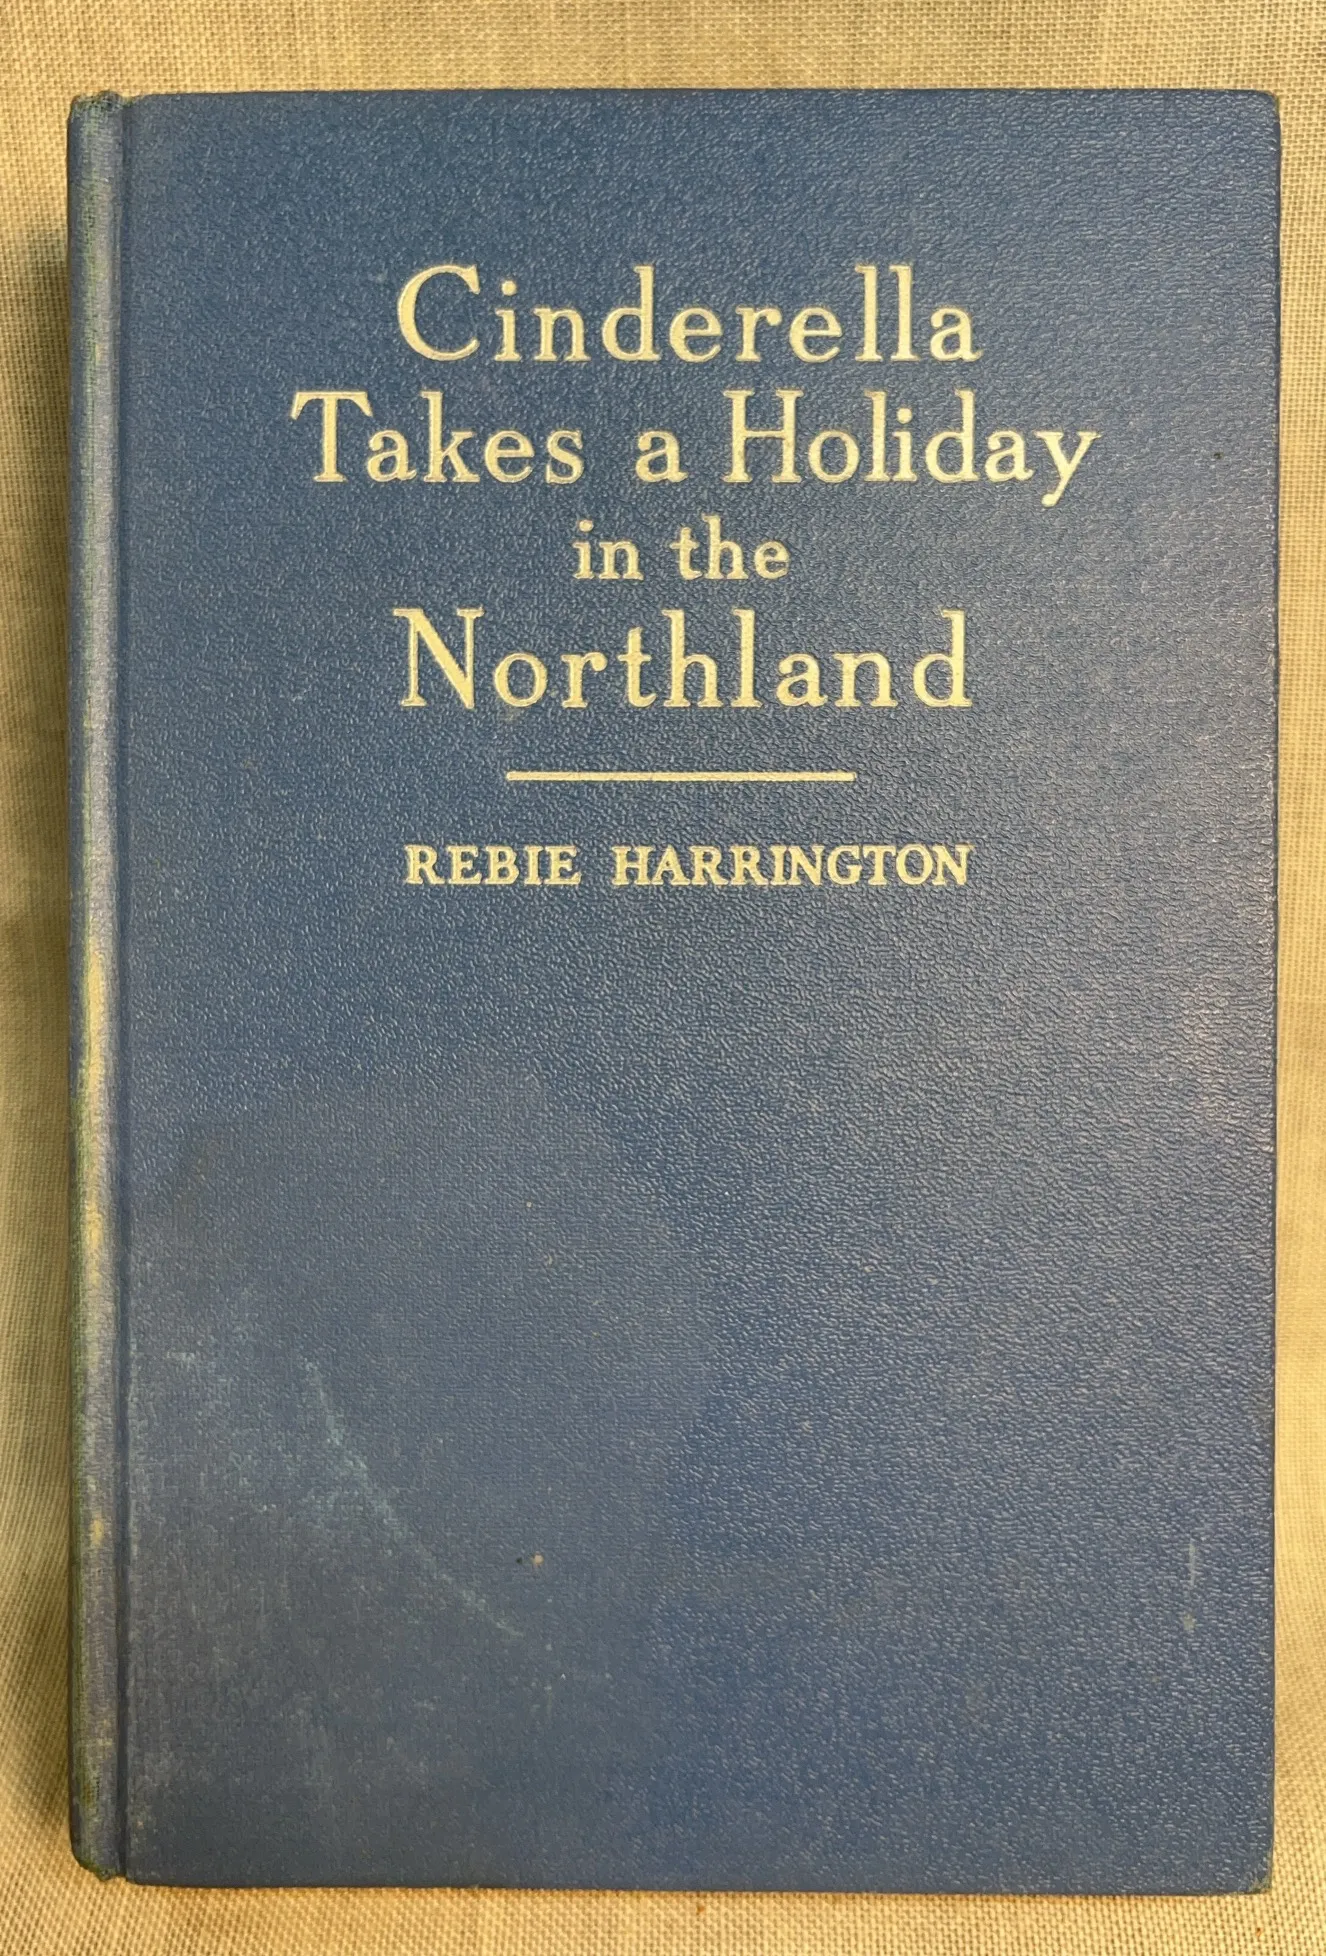 Cinderella
Takes a Holiday
in the
Northland
REBIE HARRINGTON